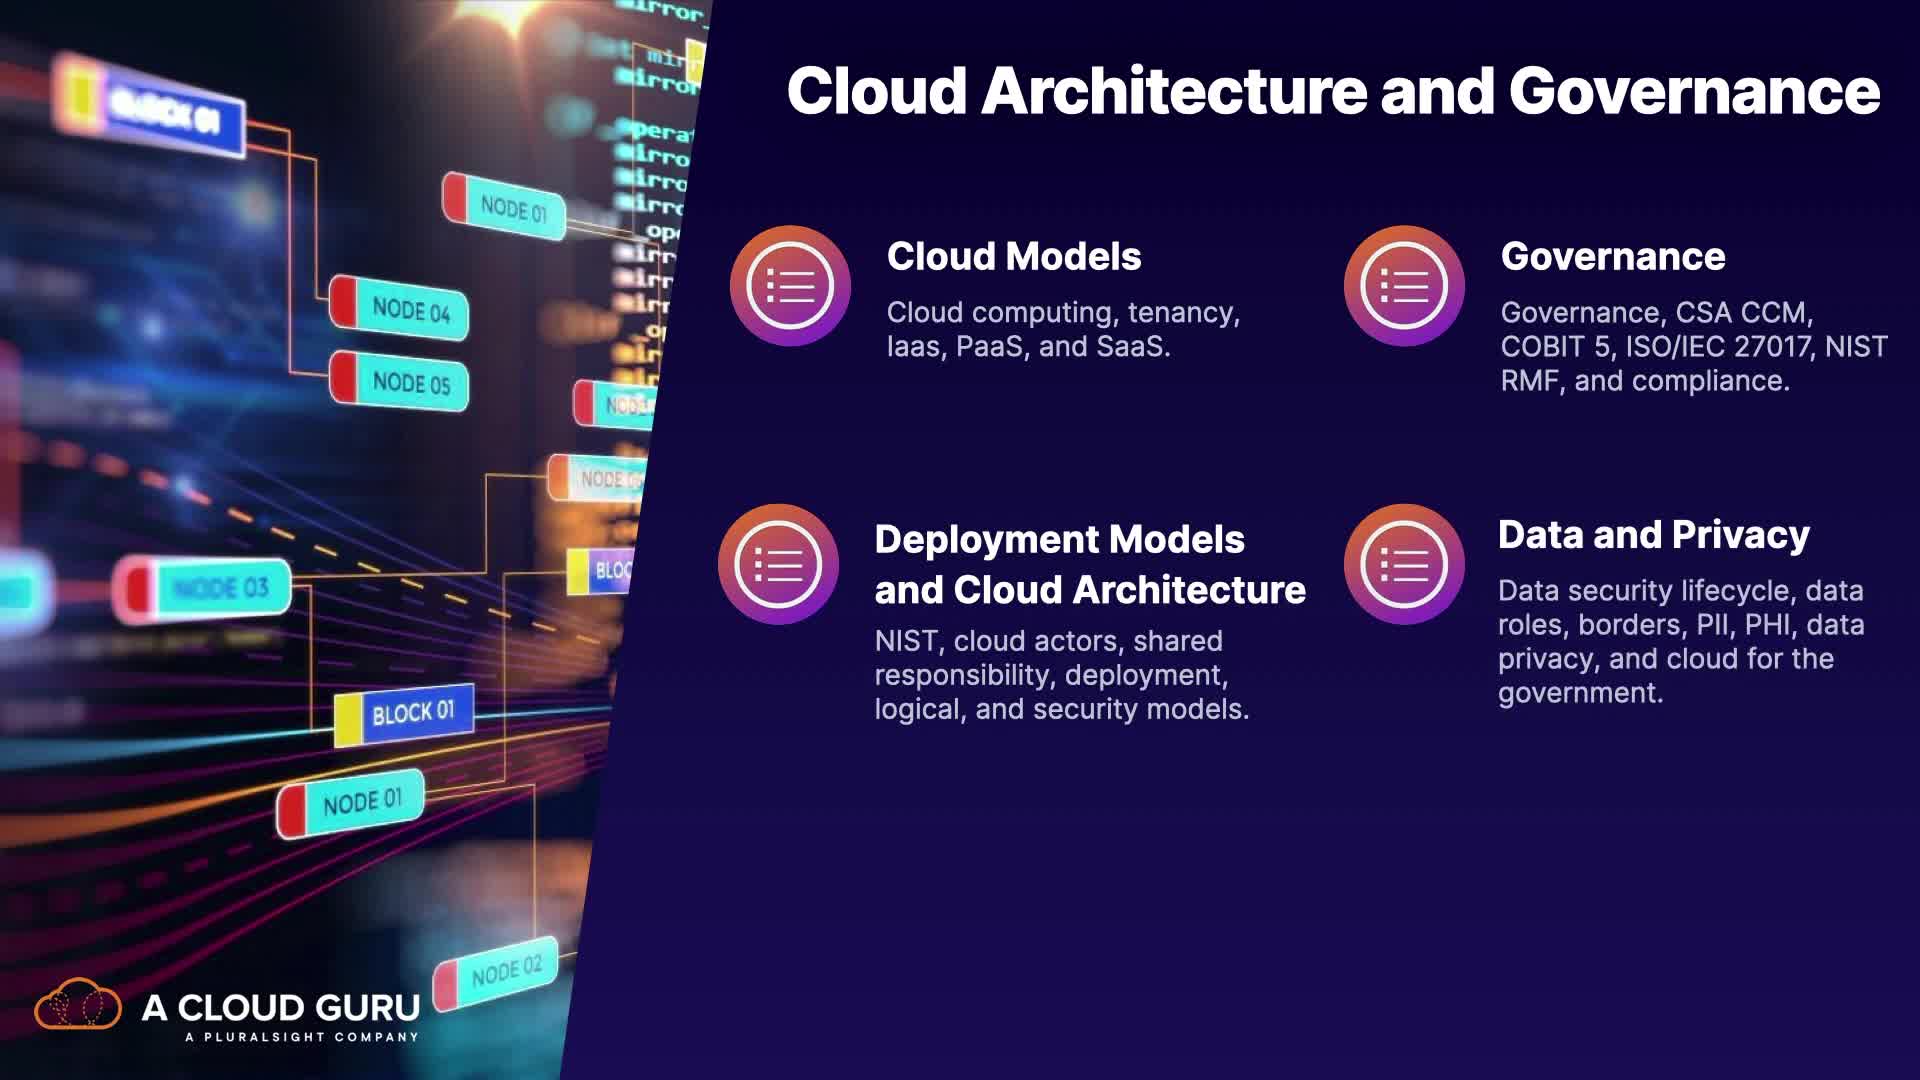 Cloud Architecture and Governance
Cloud Models
Cloud computing, tenancy,
Iaas, PaaS, and SaaS.
Governance
Governance, CSA CCM,
COBIT 5, ISO/IEC 27017, NIST
RMF, and compliance.
Deployment Models
and Cloud Architecture
NIST, cloud actors, shared
responsibility, deployment,
logical, and security models.
Data and Privacy
Data security lifecycle, data
roles, borders, PII, PHI, data
privacy, and cloud for the
government.
BLOCK 01
NODE 01
NODE 04
NODE 05
NODE
NODE 03
BLOCK 01
NODE 01
NODE 02
A CLOUD GURU
A PLURALSIGHT COMPANY